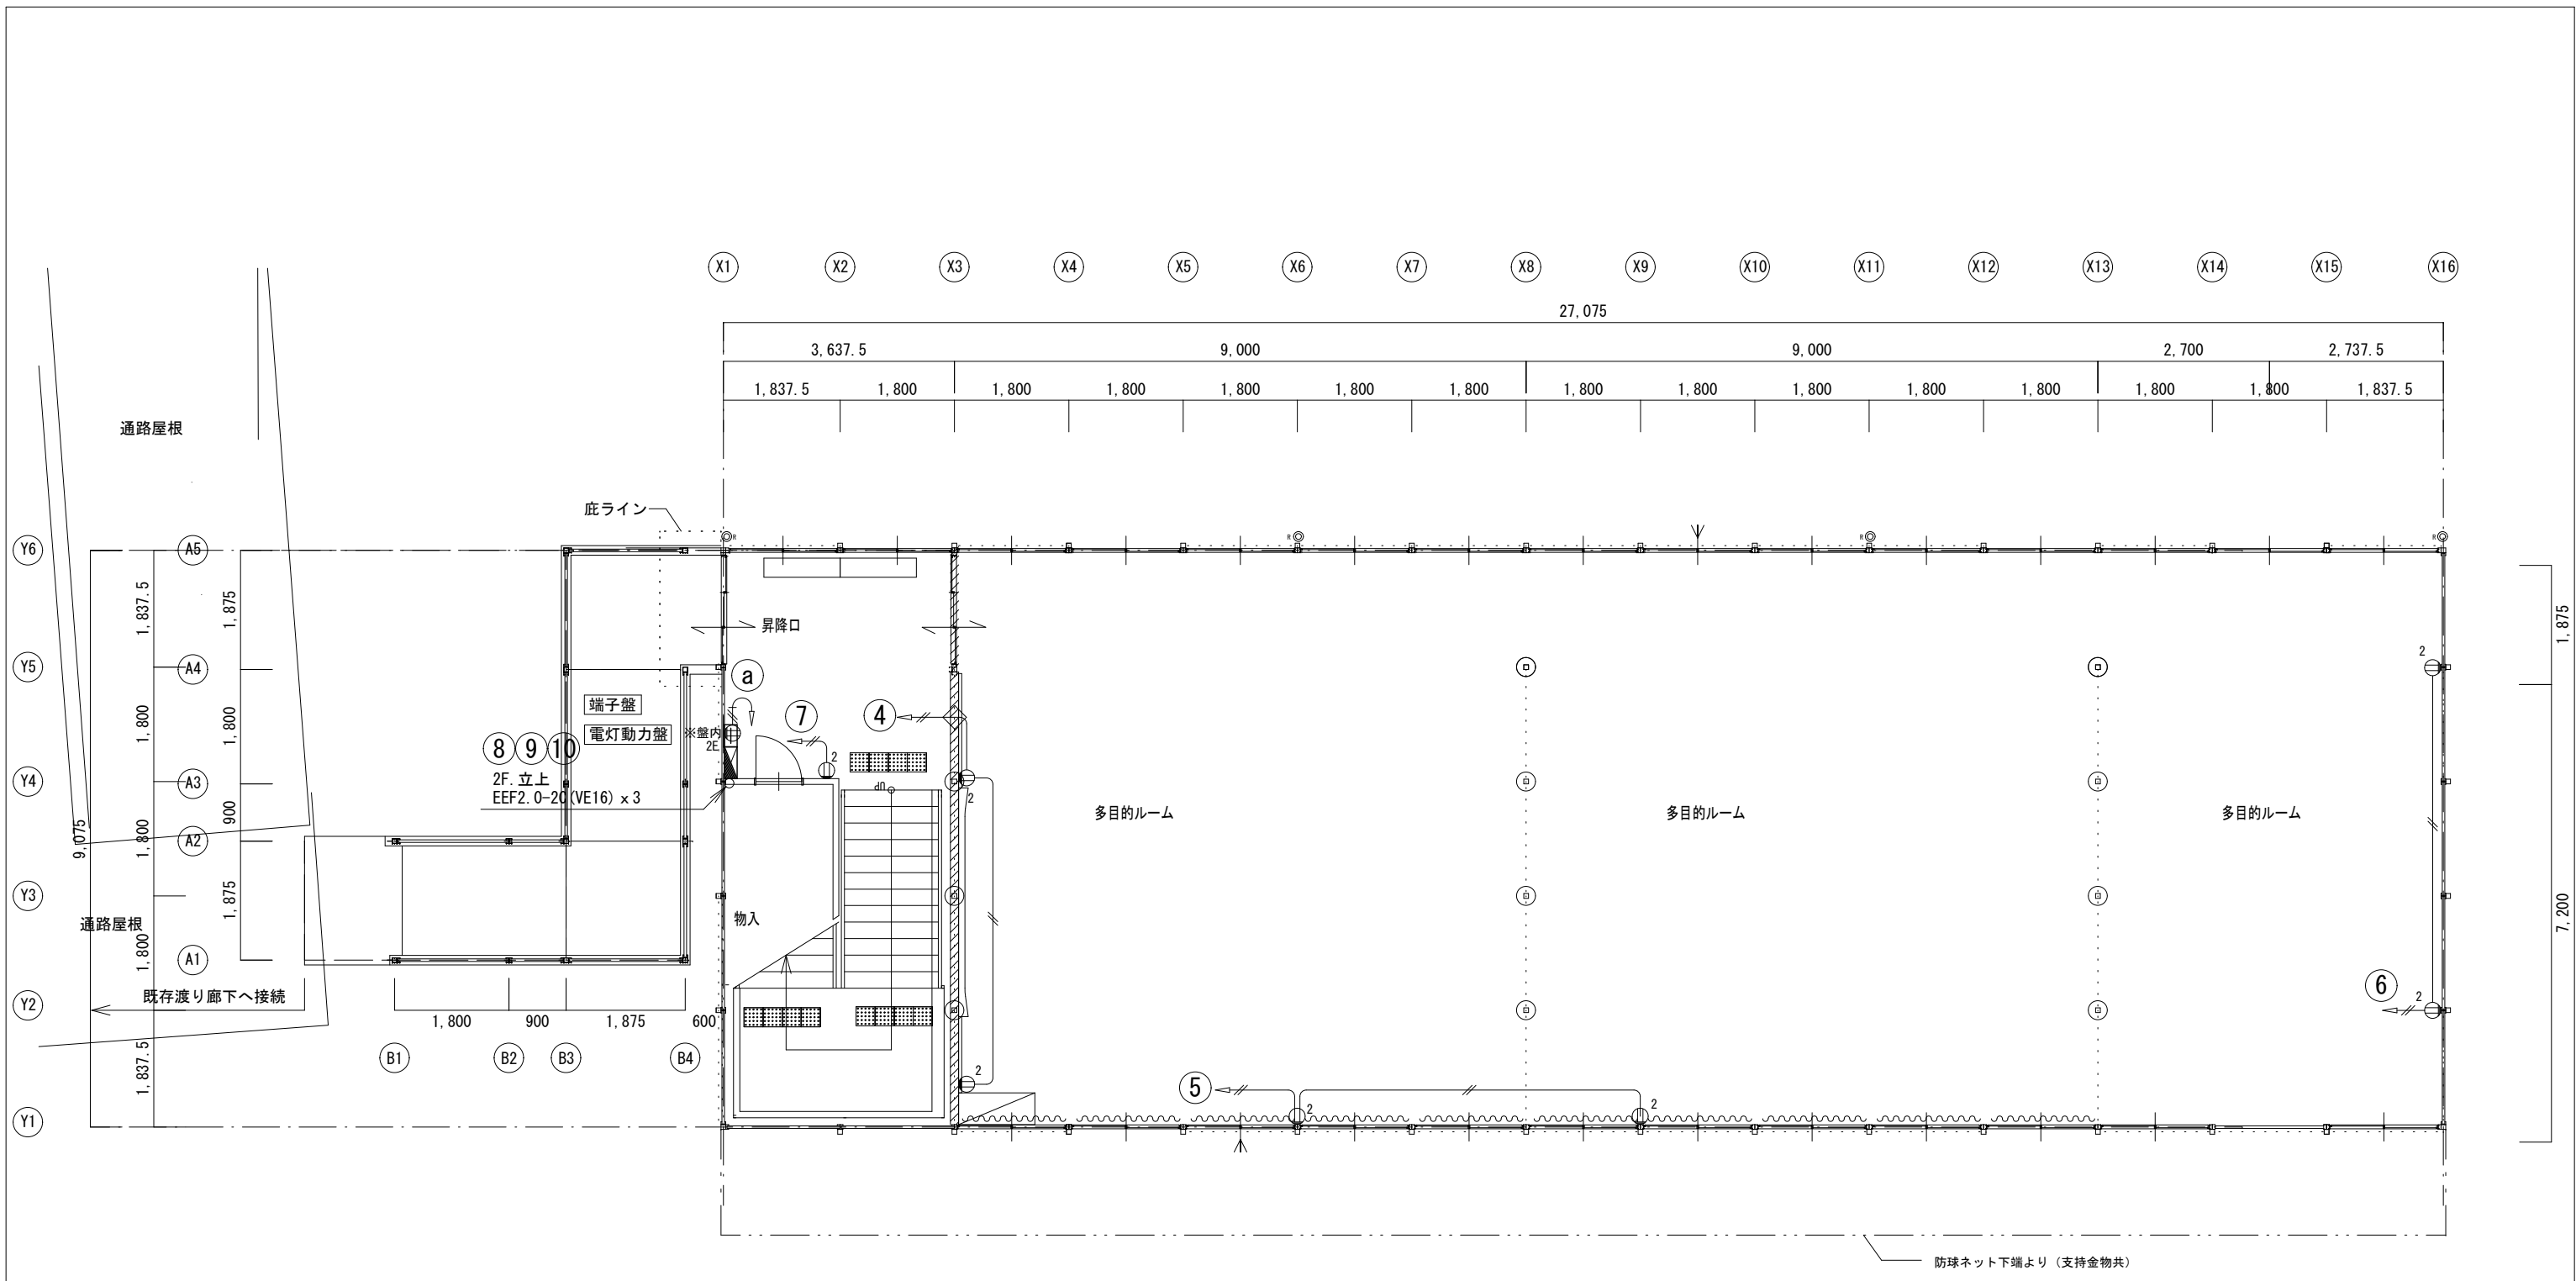 X1 X2 X3 X4 X5 X6 X7 X8 X9 X10 X11 X12 X13 X14 X15 X16
27,075
3,637.5 9,000 9,000 2,700 2,737.5
1,837.5 1,800 1,800 1,800 1,800 1,800 1,800 1,800 1,800 1,800 1,800 1,800 1,800 1,800 1,837.5
通路屋根
庇ライン
R R R R
Y6 A5
1,837.5 1,875
1,875
昇降口
Y5 A4
2
a
端子盤
7 4
電灯動力盤
※盤内
2E
8 9 10
1,800 1,800
2F.立上
EEF2.0-2C(VE16)x3
2
UP
2
Y4 A3
900
多目的ルーム 多目的ルーム 多目的ルーム
9,075
1,800
A2
Y3
1,875
物入
通路屋根
7,200
1,800
A1
既存渡り廊下へ接続
6
2
Y2
1,800 900 1,875 600
B1 B2 B3 B4
1,837.5
2
5
2 2
Y1
防球ネット下端より（支持金物共）